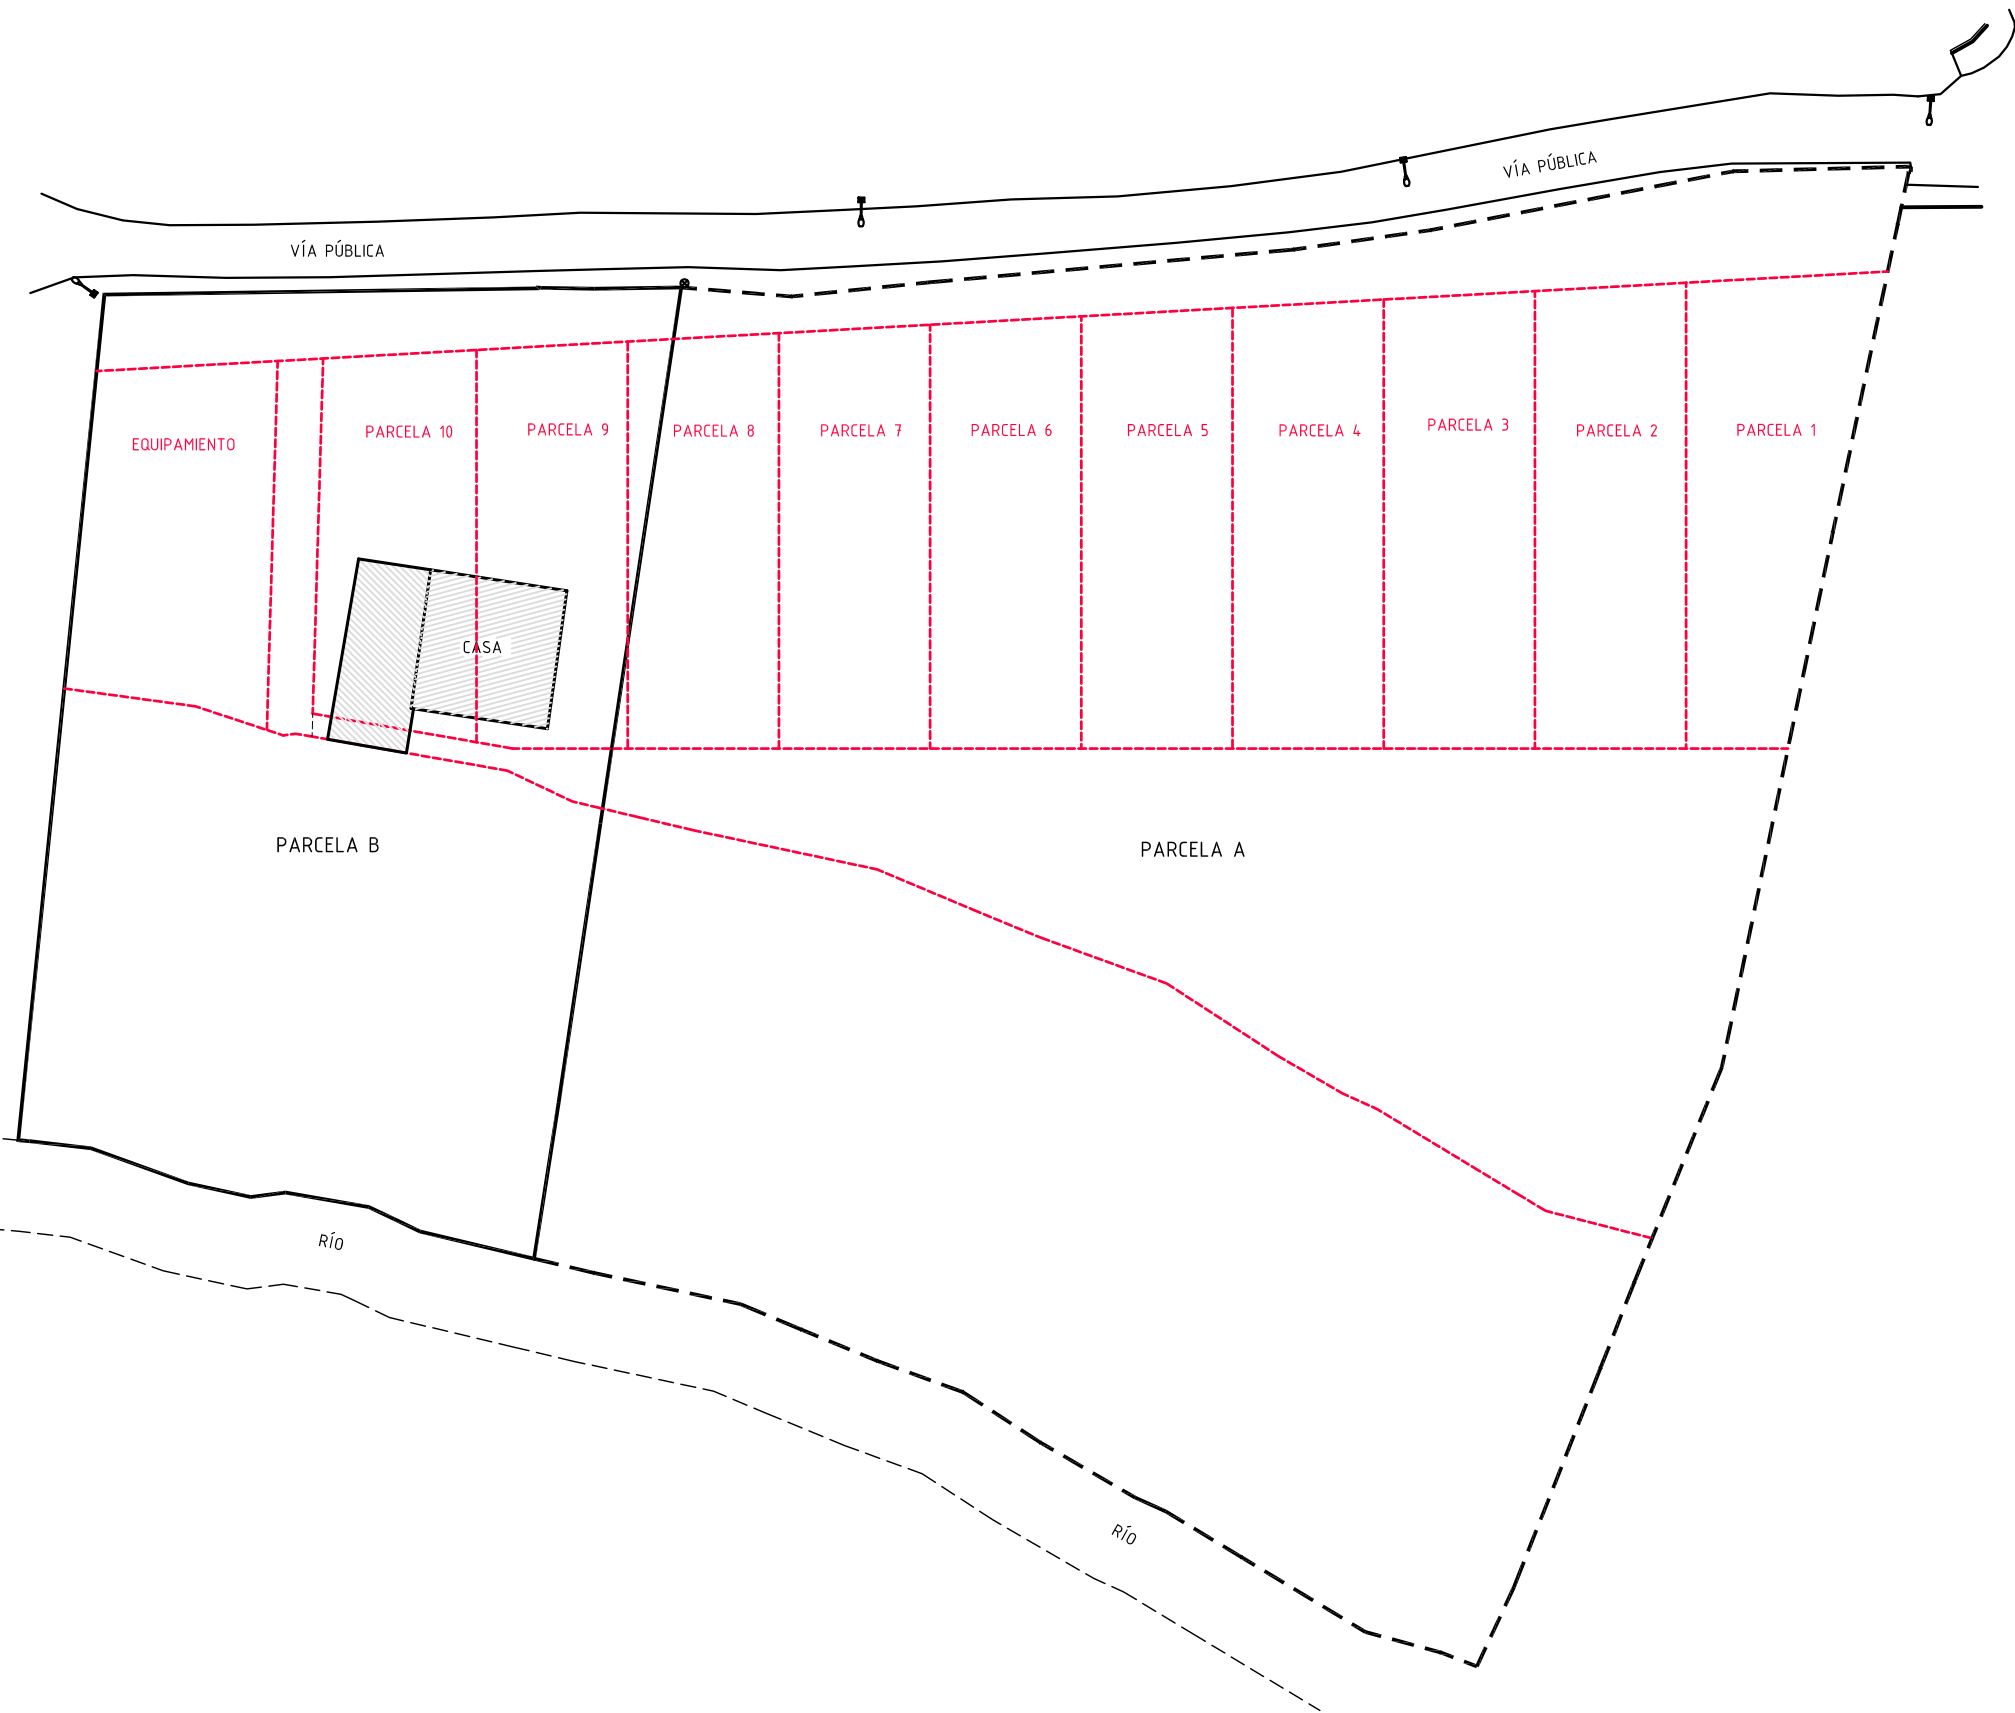 VÍA PÚBLICA
VÍA PÚBLICA
EQUIPAMIENTO
PARCELA 10
PARCELA 9
PARCELA 8
PARCELA 7
PARCELA 6
PARCELA 5
PARCELA 4
PARCELA 3
PARCELA 2
PARCELA 1
CASA
PARCELA B
PARCELA A
RÍO
RÍO